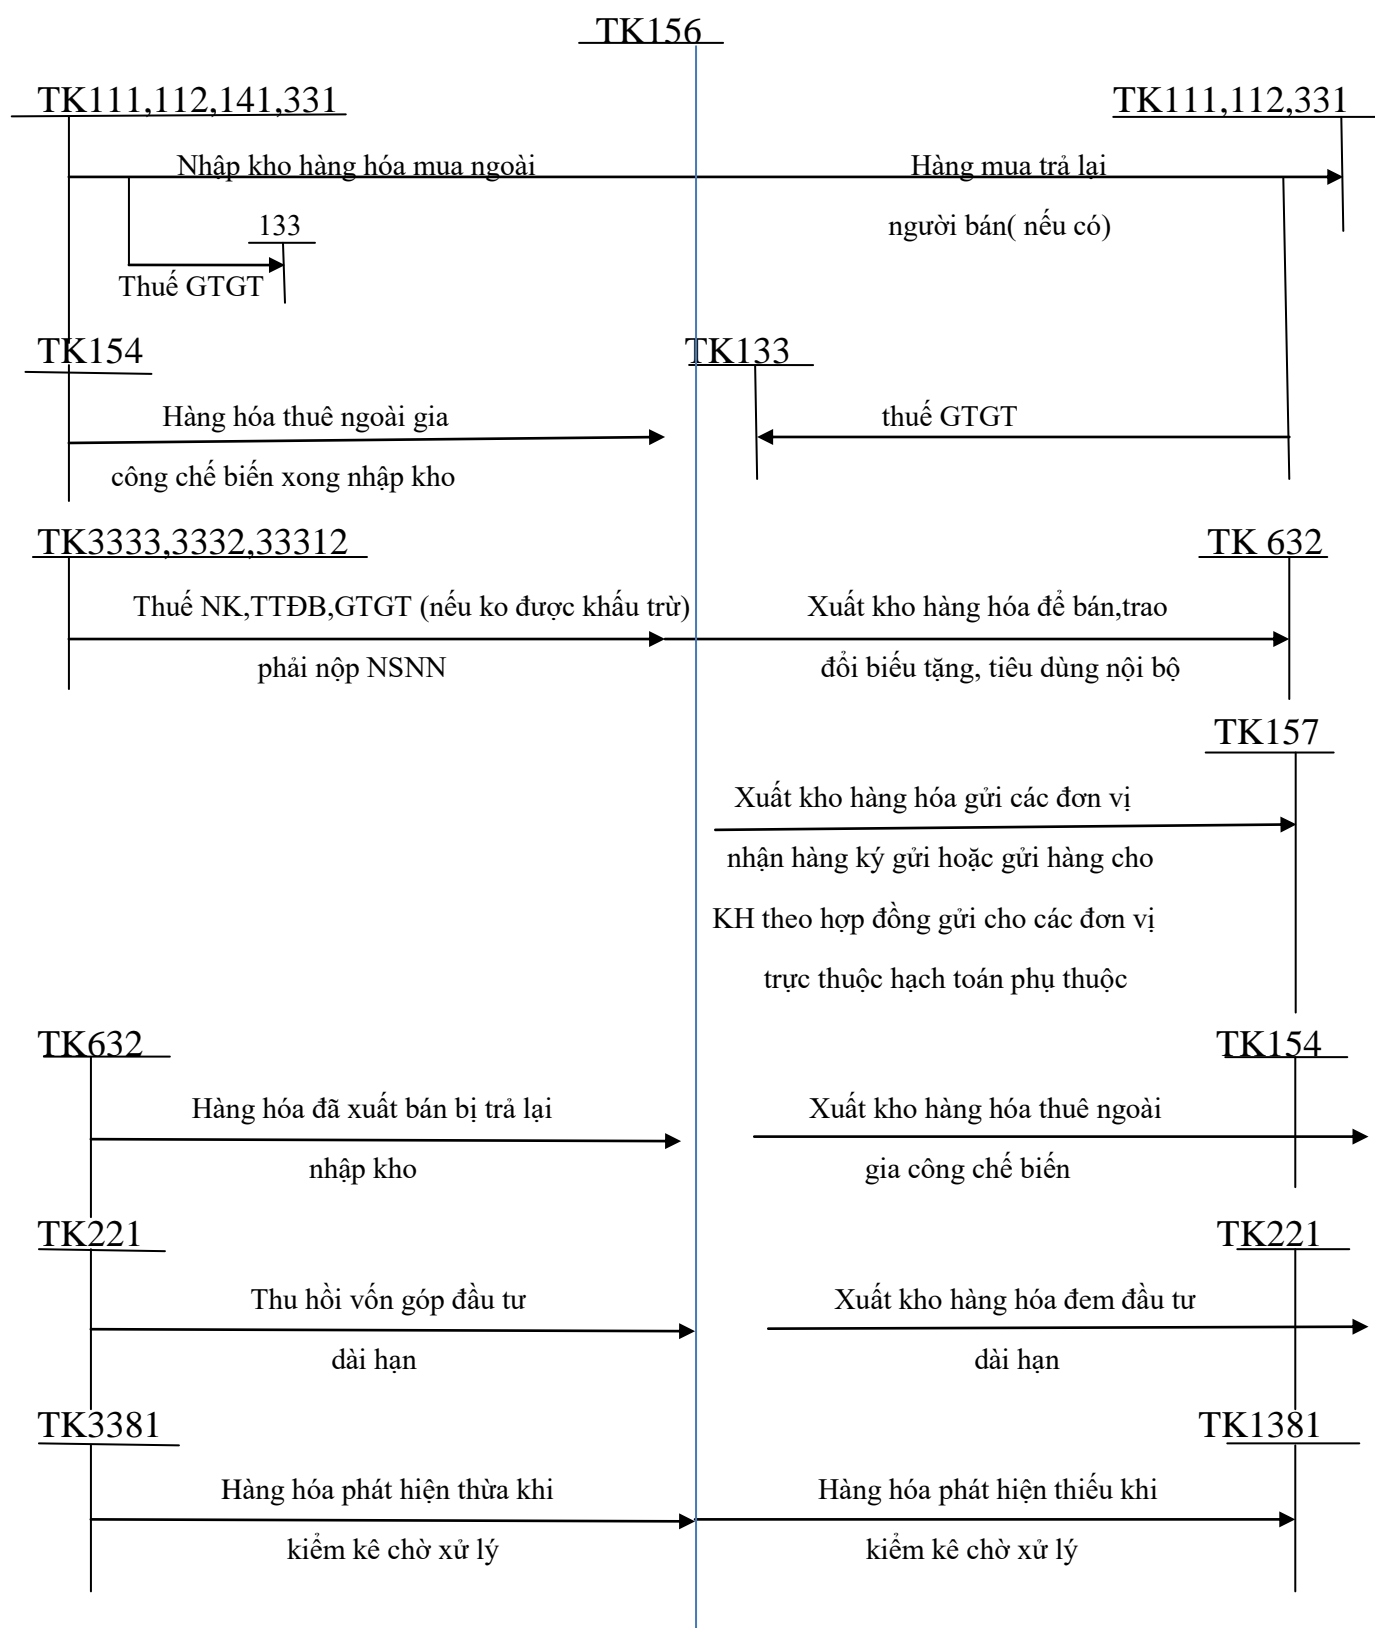 TK156
TK111,112,141,331
TK111,112,331
Nhập kho hàng hóa mua ngoài
Hàng mua trả lại
người bán( nếu có)
133
Thuế GTGT
TK154
TK133
Hàng hóa thuê ngoài gia
công chế biến xong nhập kho
thuế GTGT
TK3333,3332,33312
TK 632
Thuế NK,TTĐB,GTGT (nếu ko được khấu trừ)
phải nộp NSNN
Xuất kho hàng hóa để bán,trao
đổi biếu tặng, tiêu dùng nội bộ
TK157
Xuất kho hàng hóa gửi các đơn vị
nhận hàng ký gửi hoặc gửi hàng cho
KH theo hợp đồng gửi cho các đơn vị
trực thuộc hạch toán phụ thuộc
TK632
TK154
Hàng hóa đã xuất bán bị trả lại
nhập kho
Xuất kho hàng hóa thuê ngoài
gia công chế biến
TK221
TK221
Thu hồi vốn góp đầu tư
dài hạn
Xuất kho hàng hóa đem đầu tư
dài hạn
TK3381
TK1381
Hàng hóa phát hiện thừa khi
kiểm kê chờ xử lý
Hàng hóa phát hiện thiếu khi
kiểm kê chờ xử lý